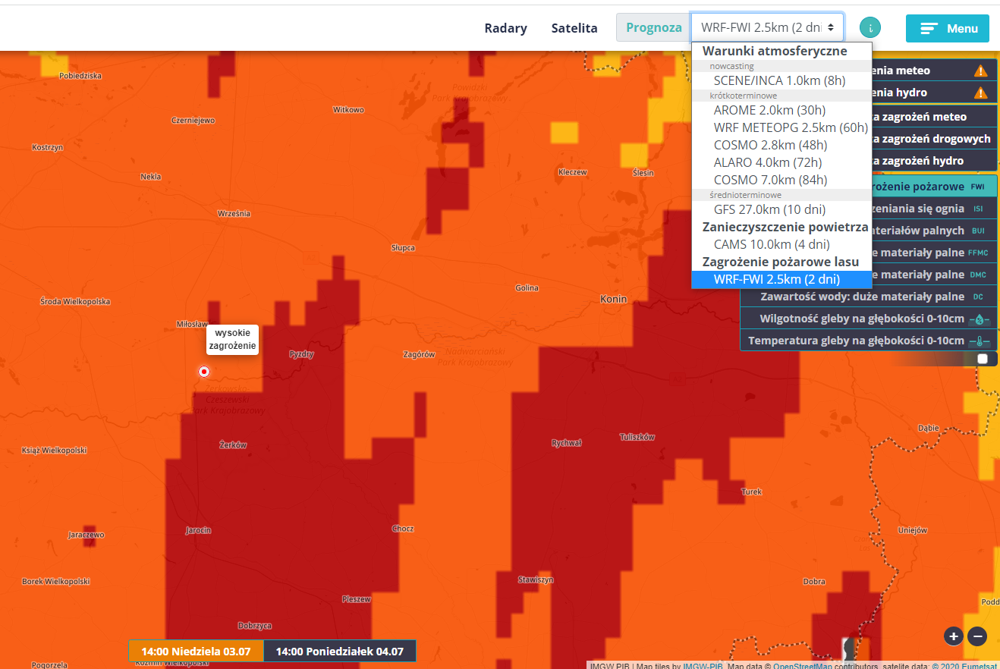 Radary
Satelita
Prognoza
WRF-FWI 2.5km (2 dni
i
Menu
Warunki atmosferyczne
nowcasting
SCENE/INCA 1.0km (8h)
krótkoterminowe
AROME 2.0km (30h)
WRF METEOPG 2.5km (60h)
COSMO 2.8km (48h)
ALARO 4.0km (72h)
COSMO 7.0km (84h)
średnioterminowe
GFS 27.0km (10 dni)
Zanieczyszczenie powietrza
CAMS 10.0km (4 dni)
Zagrożenie pożarowe lasu
WRF-FWI 2.5km (2 dni)
enia meteo
enia hydro
a zagrożeń meteo
a zagrożeń drogowych
a zagrożeń hydro
rożenie pożarowe FWI
zeniania się ognia ISI
ateriałów palnych BUI
e materiały palne FFMC
e materiały palne DMC
Zawartość wody: duże materiały palne DC
Wilgotność gleby na głębokości 0-10cm
Temperatura gleby na głębokości 0-10cm
Pobiedziska
Powidzki
Park Krajobrazowy
Witkowo
Czerniejewo
Kostrzyn
Kleczew
Ślesin
Nekla
Września
Słupca
Golina
Konin
Środa Wielkopolska
Miłosław
wysokie
zagrożenie
Pyzdry
Zagórów
Nadwarciański
Park Krajobrazowy
Żerkowsko-
Czeszewski
Park Krajobrazowy
Dąbie
Rychwał
Tuliszków
Żerków
Książ Wielkopolski
Turek
Jarocin
Chocz
Uniejów
Jaraczewo
Borek Wielkopolski
Stawiszyn
Dobra
Pleszew
Podd
Dobrzyca
14:00 Niedziela 03.07
14:00 Poniedziałek 04.07
+
−
Pogorzela
Koźmin Wielkopolski
IMGW PIB | Map tiles by IMGW-PIB, Map data © OpenStreetMap contributors, satelite data: © 2020 Eumetsat